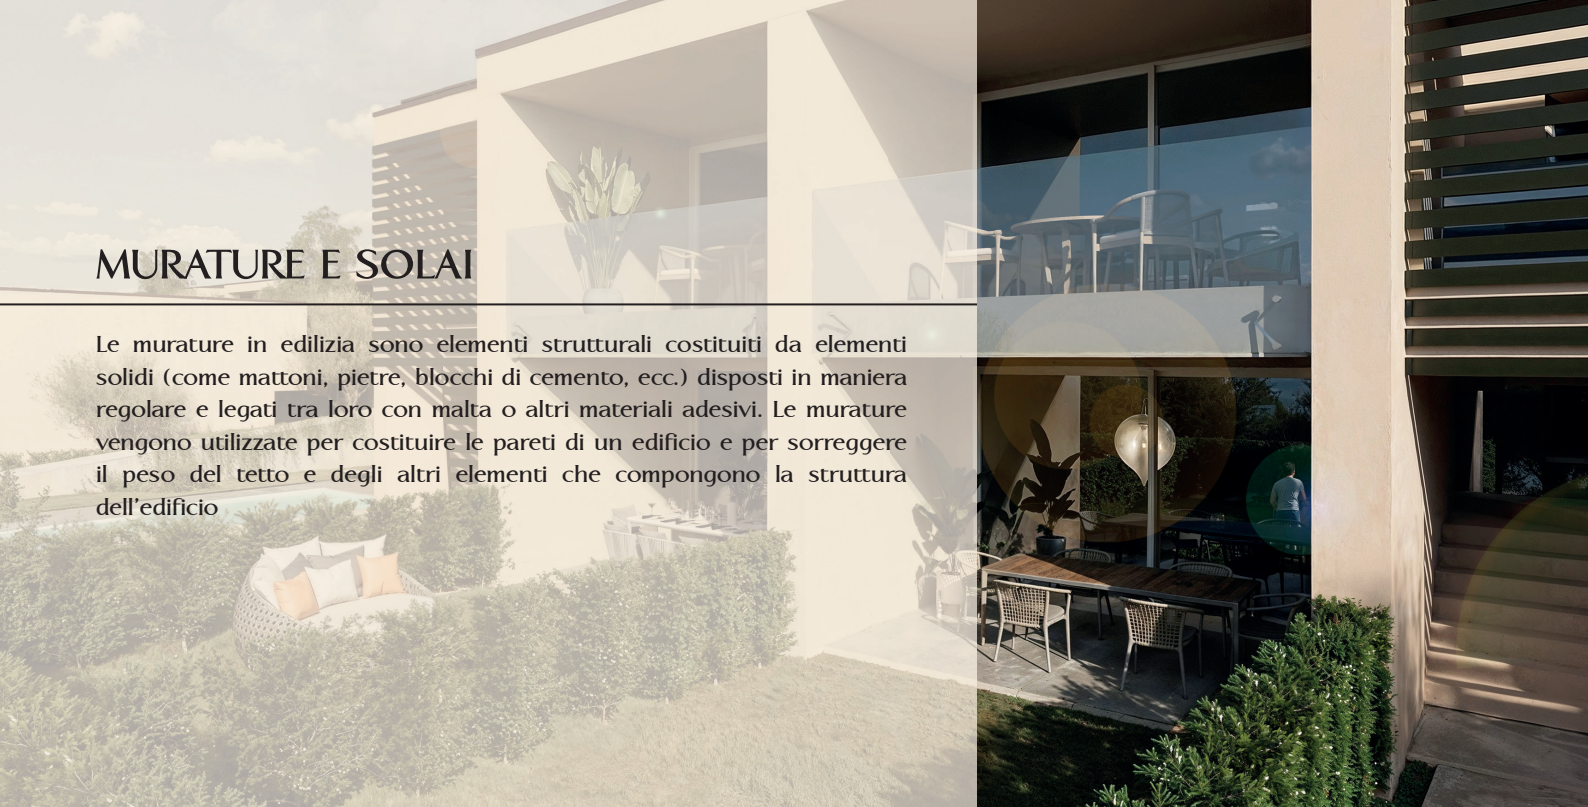 MURATURE E SOLAI
Le murature in edilizia sono elementi strutturali costituiti da elementi
solidi (come mattoni, pietre, blocchi di cemento, ecc.) disposti in maniera
regolare e legati tra loro con malta o altri materiali adesivi. Le murature
vengono utilizzate per costituire le pareti di un edificio e per sorreggere
il peso del tetto e degli altri elementi che compongono la struttura
dell'edificio